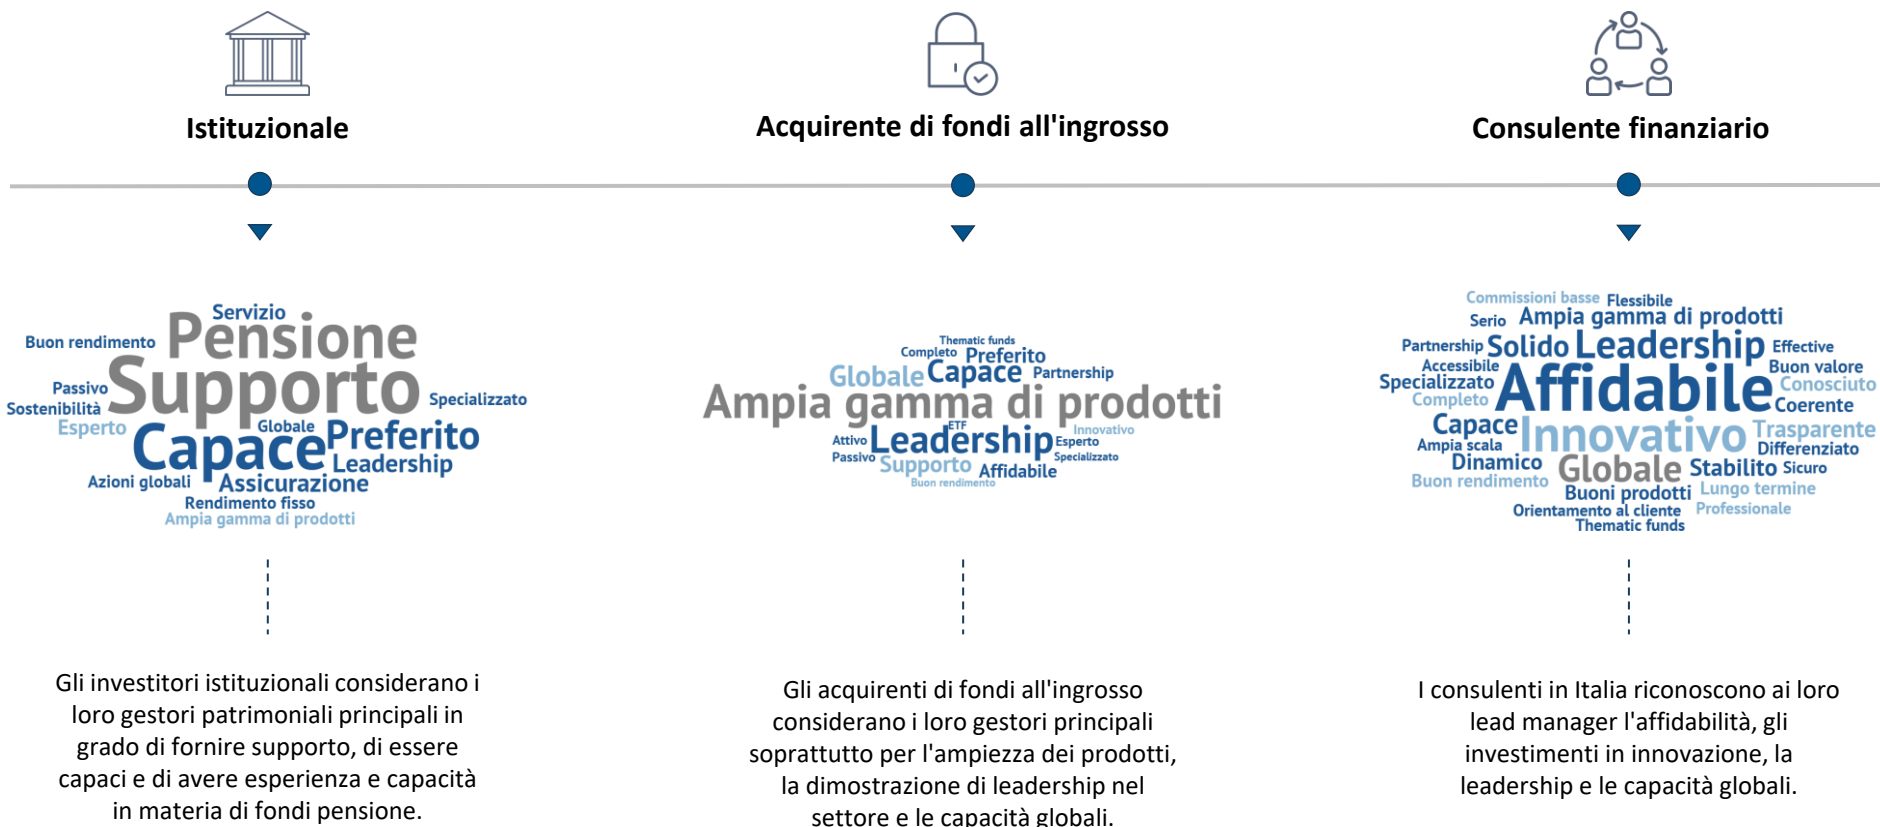 Istituzionale
Servizio
Pensione
Buon rendimento
Supporto
Passivo
Specializzato
Sostenibilità
Esperto
Globale
Preferito
Capace
Leadership
Azioni globali
Assicurazione
Rendimento fisso
Ampia gamma di prodotti
Gli investitori istituzionali considerano i
loro gestori patrimoniali principali in
grado di fornire supporto, di essere
capaci e di avere esperienza e capacità
in materia di fondi pensione.
Acquirente di fondi all'ingrosso
Thematic funds
Completo
Preferito
Globale
Capace
Partnership
Ampia gamma di prodotti
ETF
Innovativo
Attivo
Leadership
Esperto
Passivo
Specializzato
Supporto
Affidabile
Buon rendimento
Gli acquirenti di fondi all'ingrosso
considerano i loro gestori principali
soprattutto per l'ampiezza dei prodotti,
la dimostrazione di leadership nel
settore e le capacità globali.
Consulente finanziario
Commissioni basse
Flessibile
Serio
Ampia gamma di prodotti
Partnership
Solido
Leadership
Effective
Accessibile
Buon valore
Specializzato
Affidabile
Conosciuto
Completo
Coerente
Capace
Innovativo
Trasparente
Ampia scala
Differenziato
Dinamico
Globale
Stabilito
Sicuro
Buon rendimento
Buoni prodotti
Lungo termine
Orientamento al cliente
Professionale
Thematic funds
I consulenti in Italia riconoscono ai loro
lead manager l'affidabilità, gli
investimenti in innovazione, la
leadership e le capacità globali.